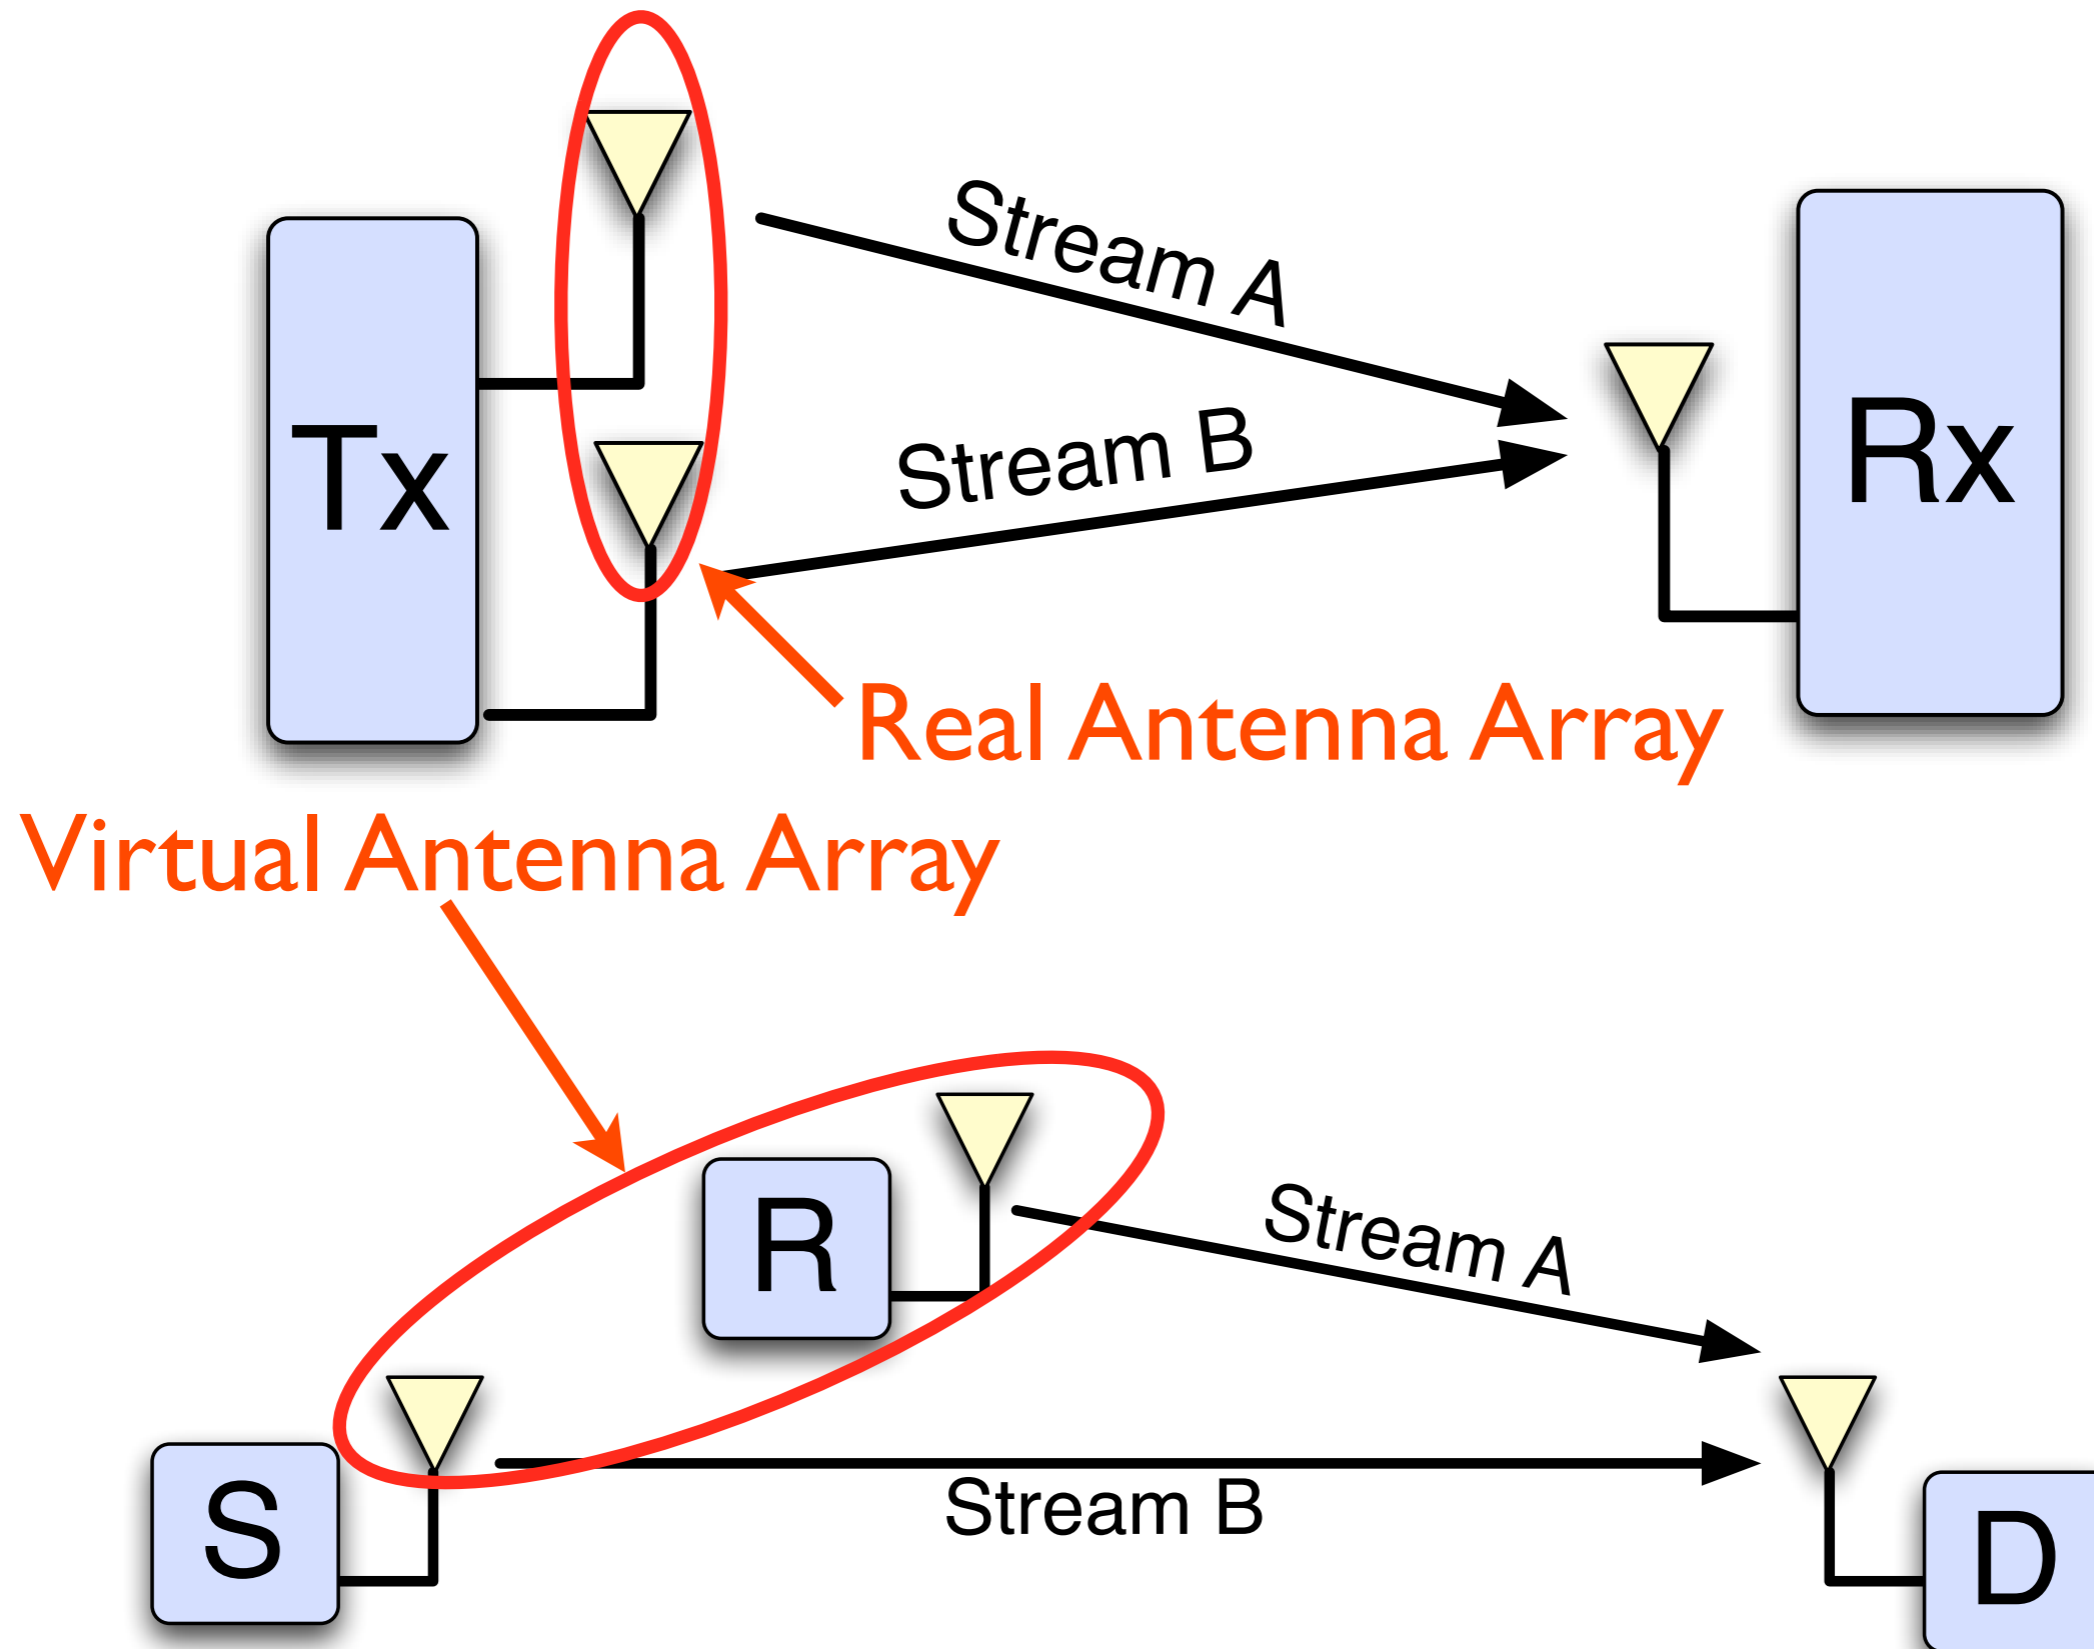 Stream A
Tx
Rx
Stream B
Real Antenna Array
Virtual Antenna Array
R
Stream A
S
Stream B
D